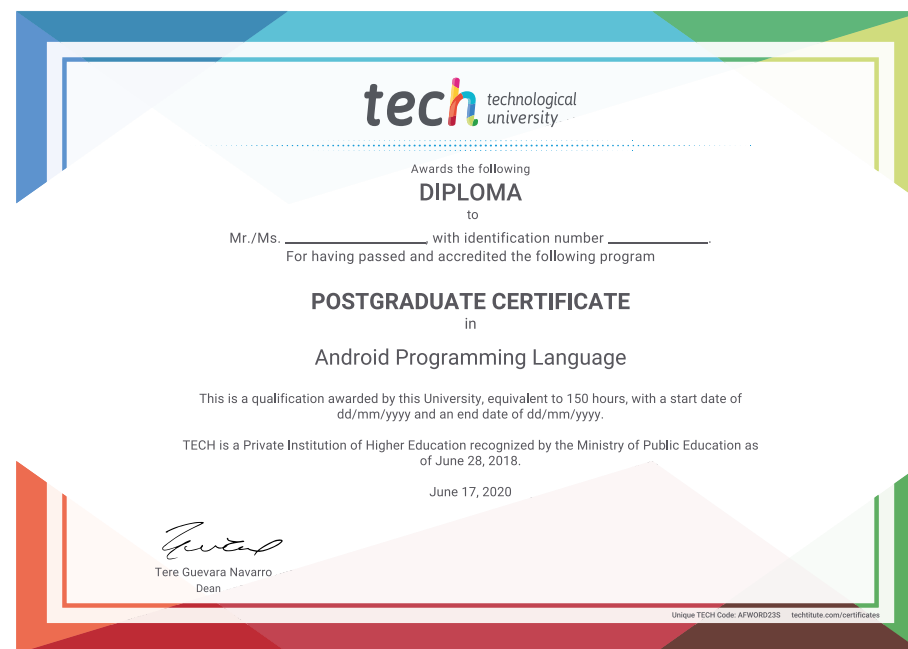 tech technological
university
Awards the following
DIPLOMA
to
Mr./Ms. ____________________, with identification number ______________.
For having passed and accredited the following program
POSTGRADUATE CERTIFICATE
in
Android Programming Language
This is a qualification awarded by this University, equivalent to 150 hours, with a start date of
dd/mm/yyyy and an end date of dd/mm/yyyy.
TECH is a Private Institution of Higher Education recognized by the Ministry of Public Education as
of June 28, 2018.
June 17, 2020
Tere Guevara Navarro
Dean
Unique TECH Code: AFWORD23S techtitute.com/certificates